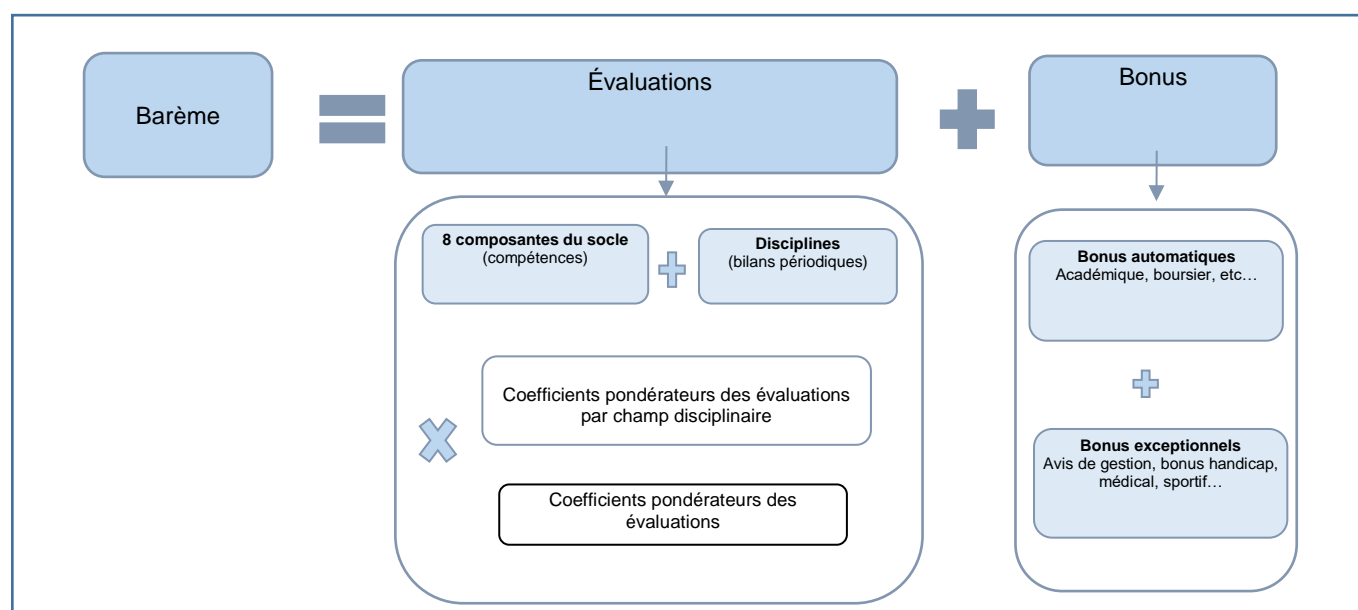 Barème
Évaluations
Bonus
8 composantes du socle
(compétences)
Disciplines
(bilans périodiques)
Coefficients pondérateurs des évaluations
par champ disciplinaire
Coefficients pondérateurs des
évaluations
Bonus automatiques
Académique, boursier, etc…
Bonus exceptionnels
Avis de gestion, bonus handicap,
médical, sportif…